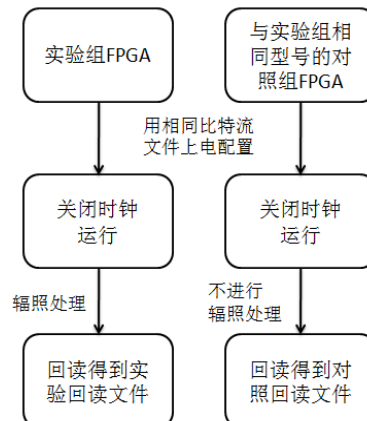 实验组FPGA
与实验组相
同型号的对
照组FPGA
用相同比特流
文件上电配置
关闭时钟
运行
关闭时钟
运行
辐照处理
不进行
辐照处理
回读得到实
验回读文件
回读得到对
照回读文件